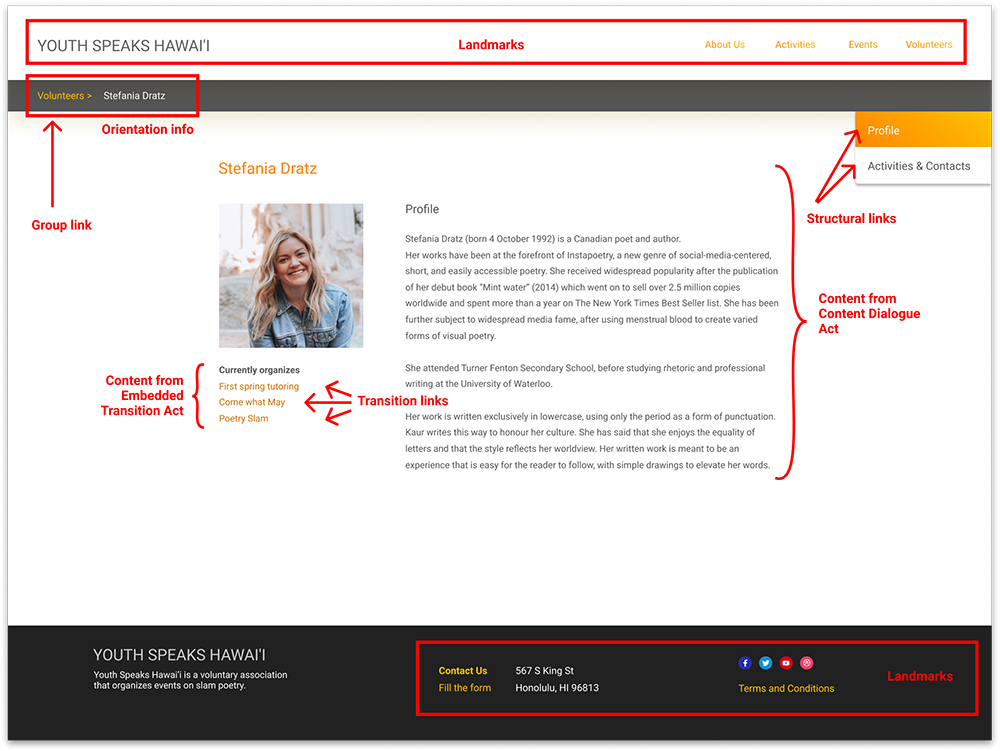 YOUTH SPEAKS HAWAI'I
Landmarks
About Us
Activities
Events
Volunteers
Volunteers >
Stefania Dratz
Orientation info
Group link
Profile
Activities & Contacts
Structural links
Stefania Dratz
Profile
Stefania Dratz (born 4 October 1992) is a Canadian poet and author.
Her works have been at the forefront of Instapoetry, a new genre of social-media-centered,
short, and easily accessible poetry. She received widespread popularity after the publication
of her debut book “Mint water” (2014) which went on to sell over 2.5 million copies
worldwide and spent more than a year on The New York Times Best Seller list. She has been
further subject to widespread media fame, after using menstrual blood to create varied
forms of visual poetry.
She attended Turner Fenton Secondary School, before studying rhetoric and professional
writing at the University of Waterloo.
Her work is written exclusively in lowercase, using only the period as a form of punctuation.
Kaur writes this way to honour her culture. She has said that she enjoys the equality of
letters and that the style reflects her worldview. Her written work is meant to be an
experience that is easy for the reader to follow, with simple drawings to elevate her words.
Content from
Content Dialogue
Act
Currently organizes
First spring tutoring
Come what May
Poetry Slam
Content from
Embedded
Transition Act
Transition links
YOUTH SPEAKS HAWAI'I
Youth Speaks Hawai'i is a voluntary association
that organizes events on slam poetry.
Contact Us
Fill the form
567 S King St
Honolulu, HI 96813
Terms and Conditions
Landmarks